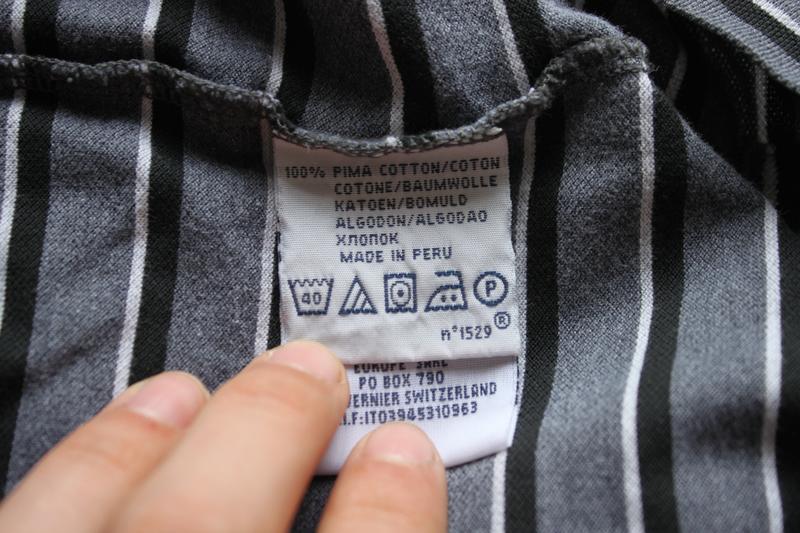 100% PIMA COTTON/COTON
COTONE/BAUMWOLLE
KATOEN/BOMULD
ALGODON/ALGODAO
ХЛОПОК
MADE IN PERU
40 P
n°1529 ®
EUROPE SARL
PO BOX 790
VERNIER SWITZERLAND
.F:IT03945310963